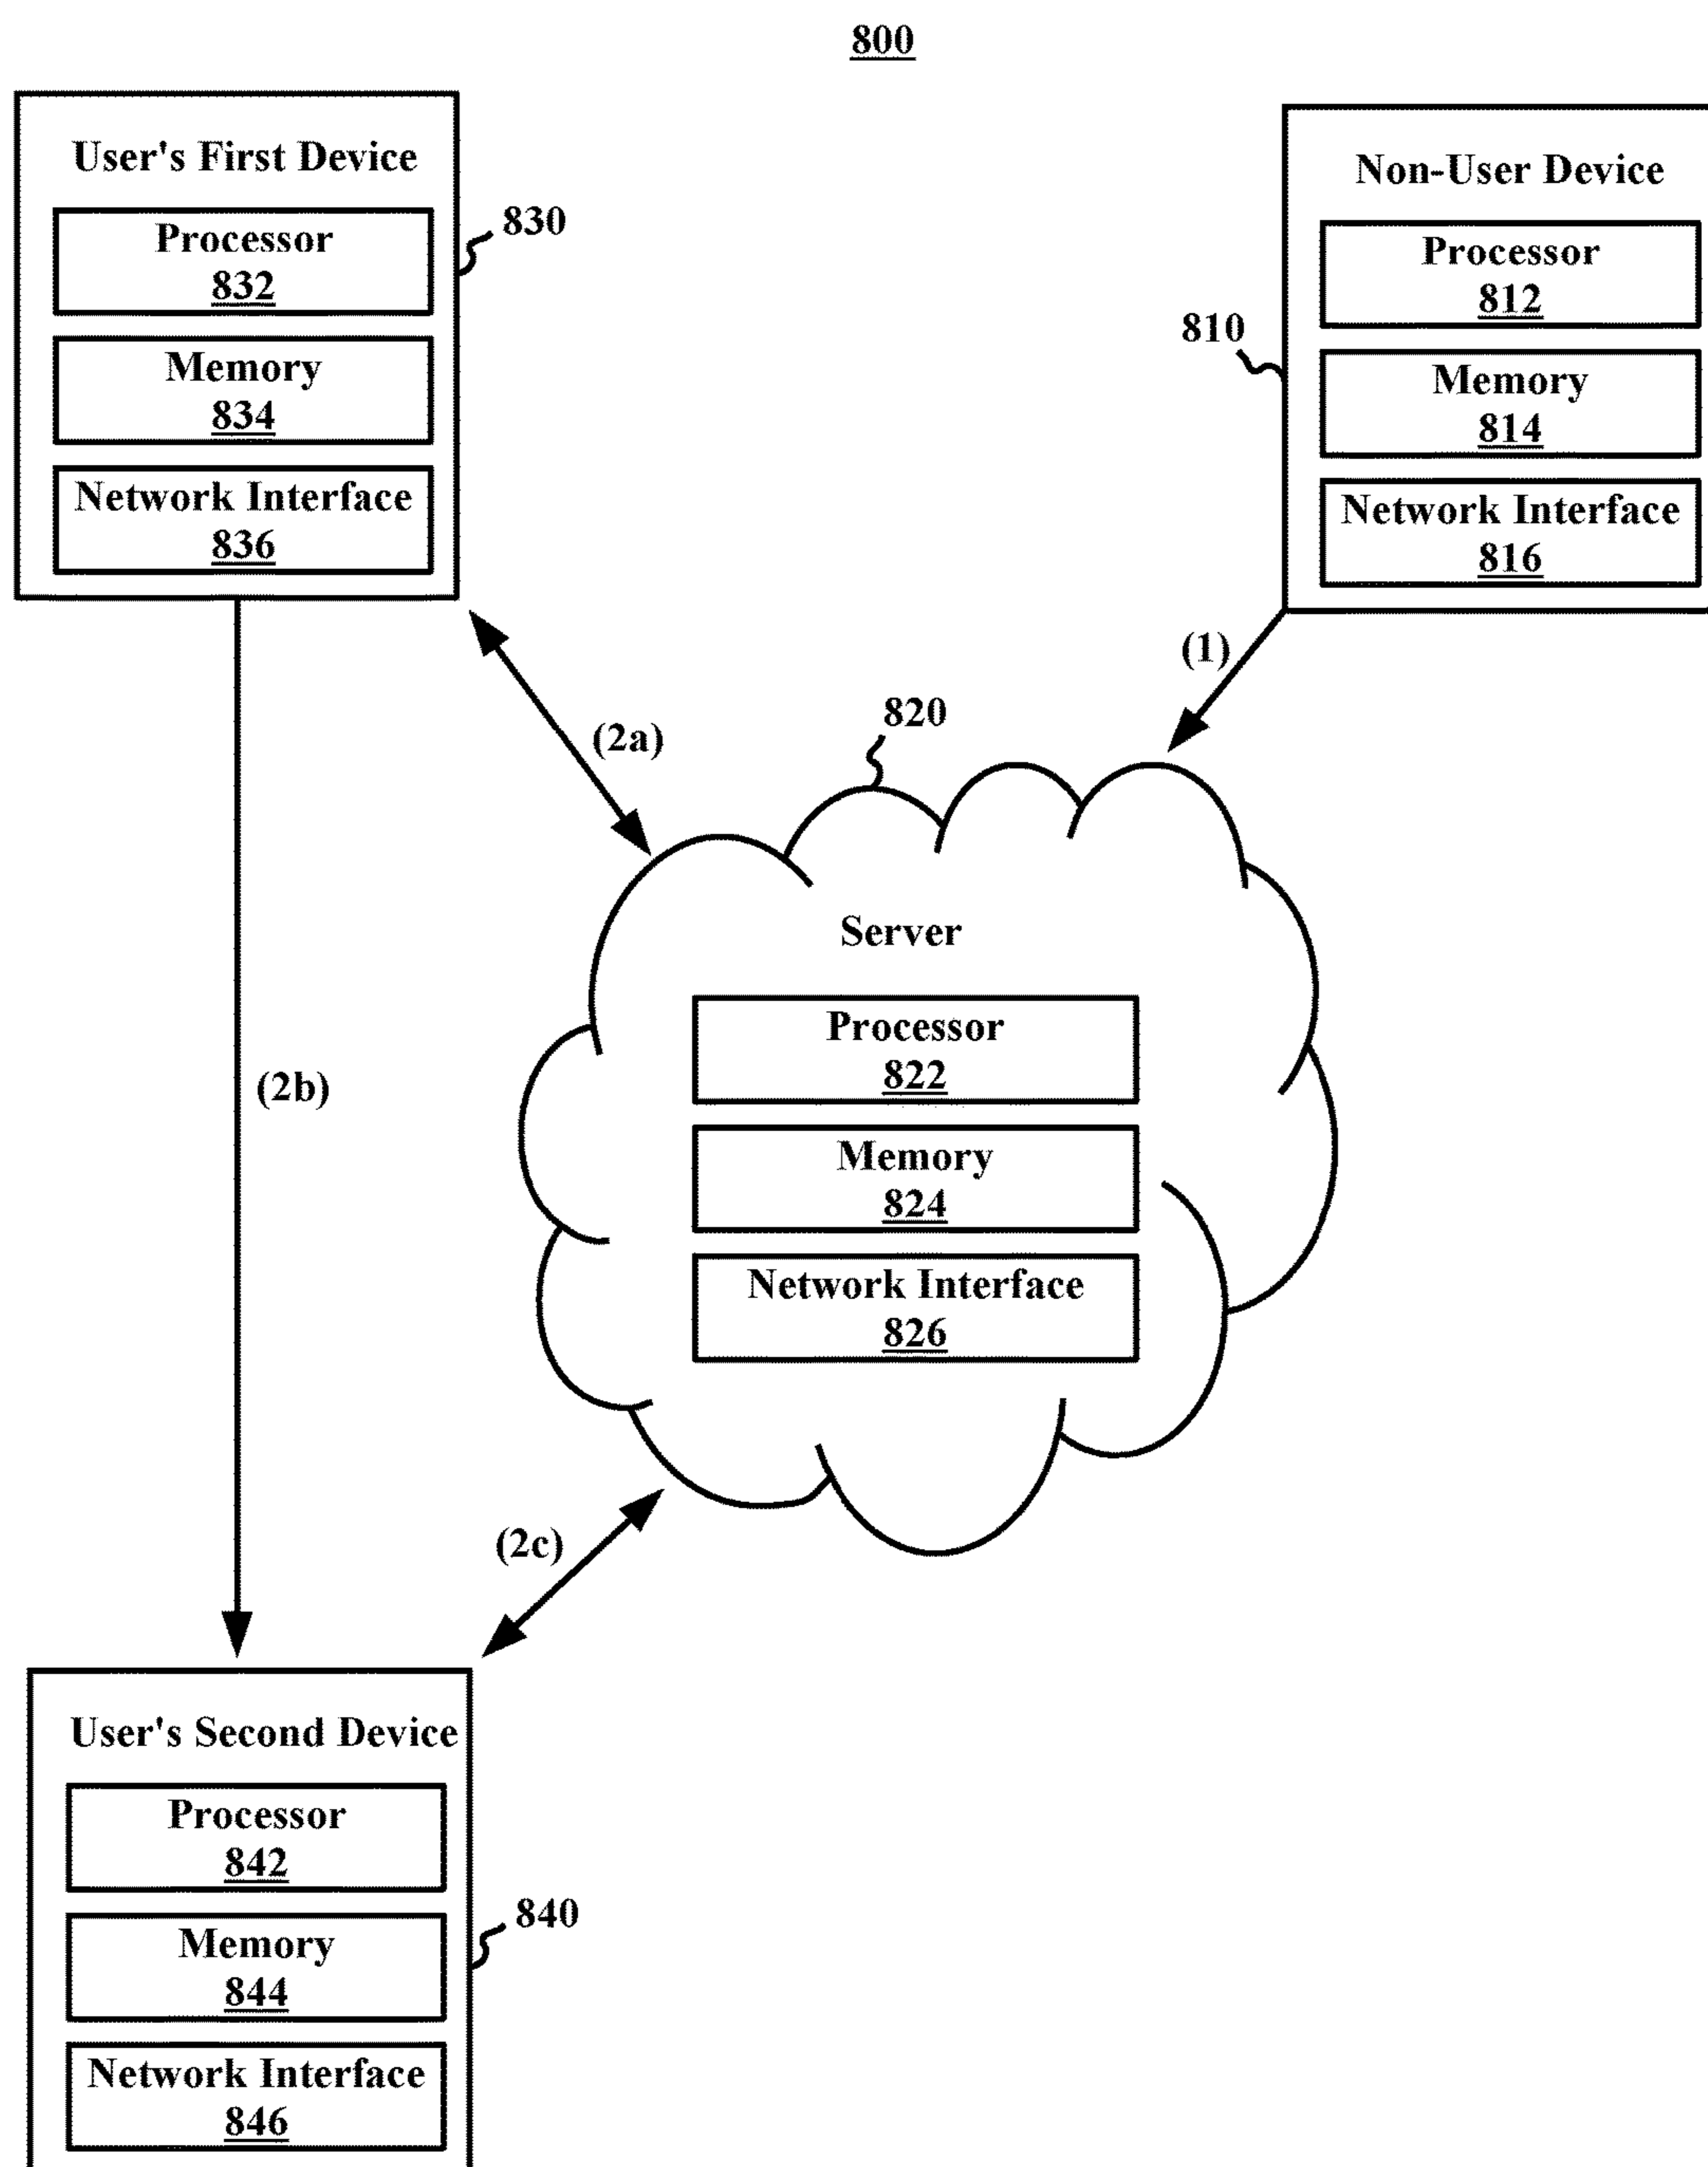 800
User's First Device
Processor
832
Memory
834
Network Interface
836
830
Non-User Device
Processor
812
Memory
814
Network Interface
816
810
(1)
(2a)
820
Server
Processor
822
Memory
824
Network Interface
826
(2b)
(2c)
User's Second Device
Processor
842
Memory
844
Network Interface
846
840